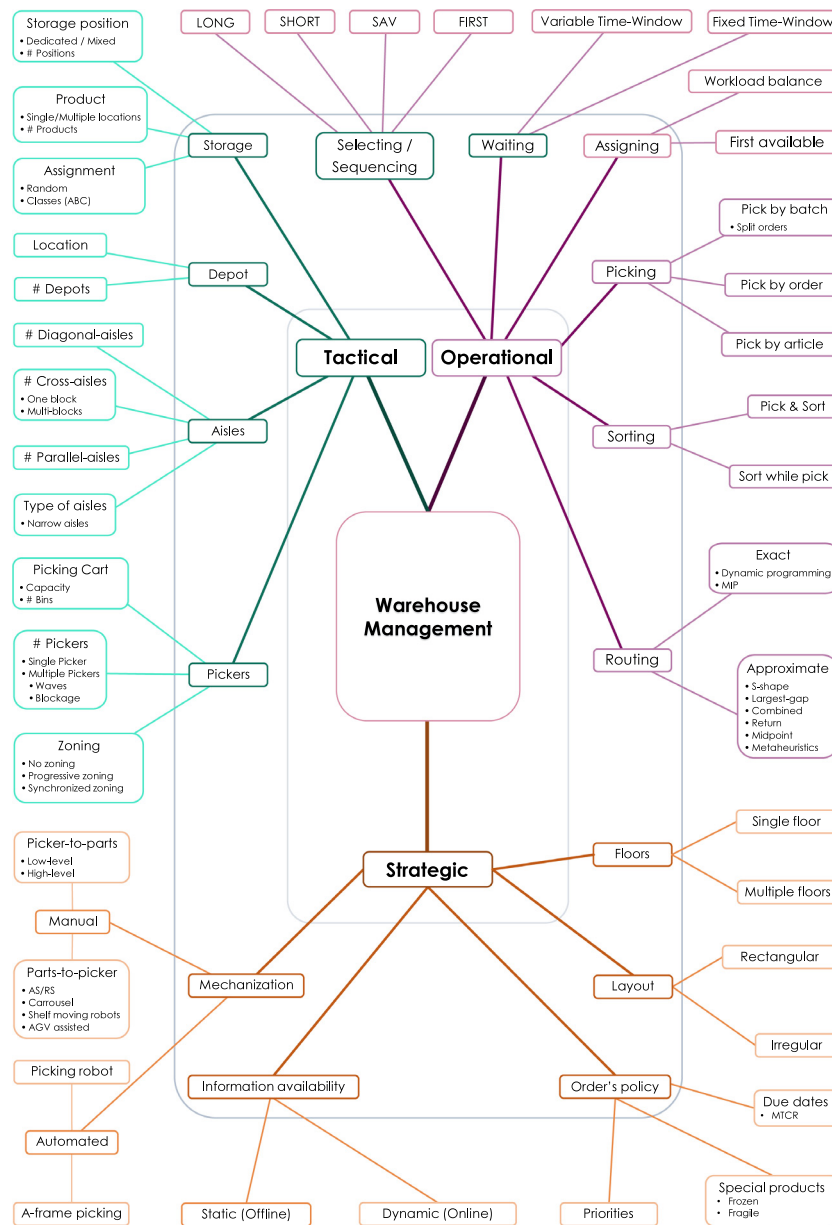 Storage position
• Dedicated / Mixed
• # Positions
LONG
SHORT
SAV
FIRST
Variable Time-Window
Fixed Time-Window
Workload balance
Product
• Single/Multiple locations
• # Products
Storage
Selecting /
Sequencing
Waiting
Assigning
First available
Assignment
• Random
• Classes (ABC)
Pick by batch
• Split orders
Location
Depot
Picking
# Depots
Pick by order
# Diagonal-aisles
Tactical
Operational
Pick by article
# Cross-aisles
• One block
• Multi-blocks
Aisles
Pick & Sort
Sorting
# Parallel-aisles
Sort while pick
Type of aisles
• Narrow aisles
Picking Cart
• Capacity
• # Bins
Exact
• Dynamic programming
• MIP
Warehouse
Management
# Pickers
• Single Picker
• Multiple Pickers
• Waves
• Blockage
Pickers
Routing
Approximate
• S-shape
• Largest-gap
• Combined
• Return
• Midpoint
• Metaheuristics
Zoning
• No zoning
• Progressive zoning
• Synchronized zoning
Single floor
Picker-to-parts
• Low-level
• High-level
Strategic
Floors
Multiple floors
Manual
Rectangular
Parts-to-picker
• AS/RS
• Carrousel
• Shelf moving robots
• AGV assisted
Mechanization
Layout
Irregular
Picking robot
Information availability
Order's policy
Due dates
• MTCR
Automated
Special products
• Frozen
• Fragile
A-frame picking
Static (Offline)
Dynamic (Online)
Priorities